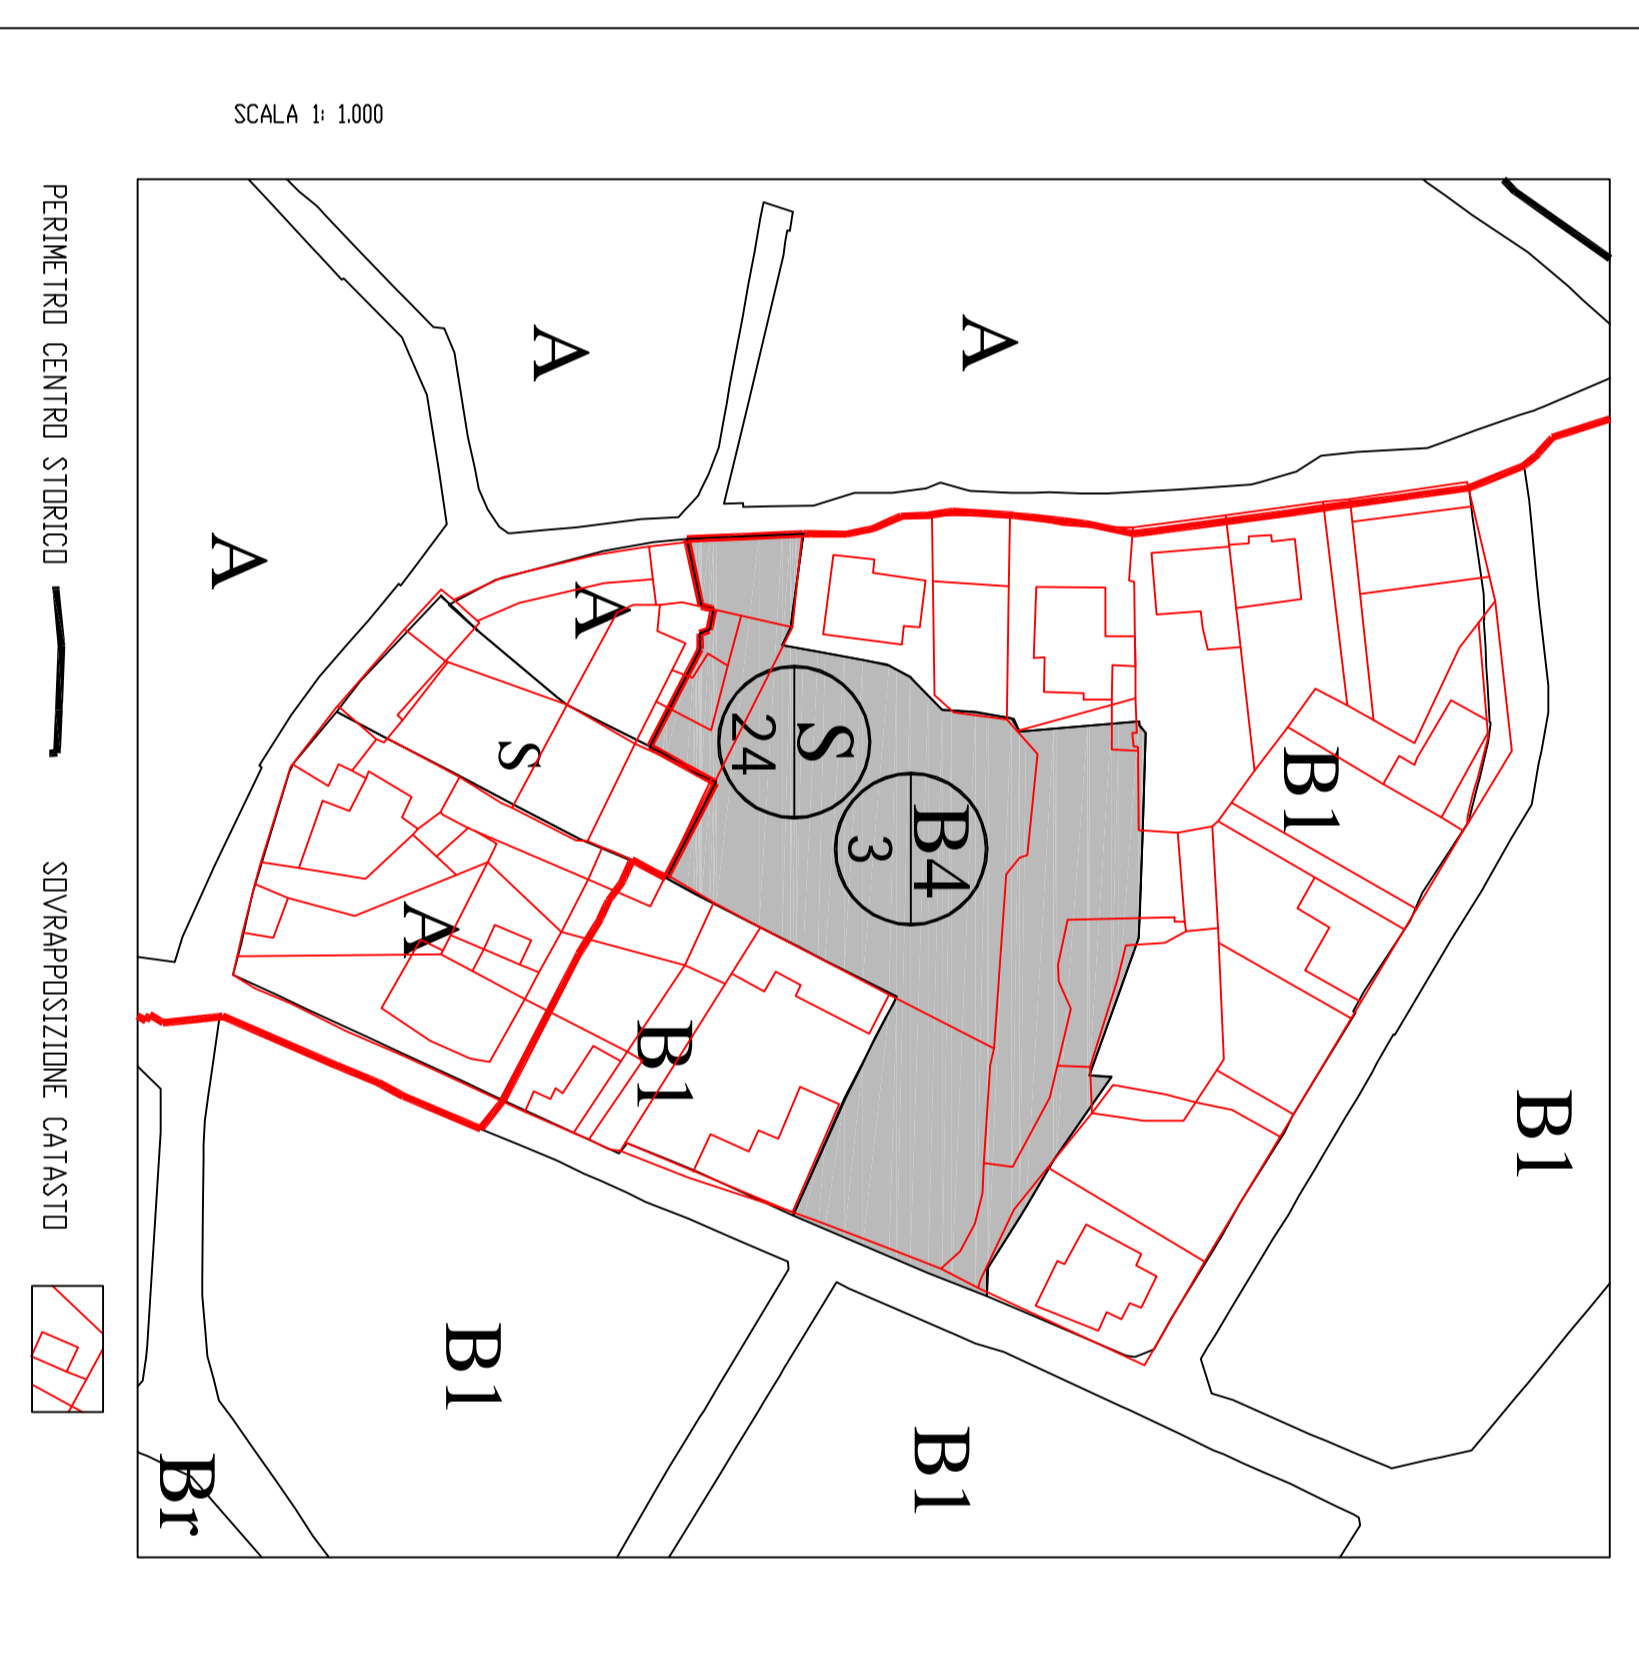 SCALA 1: 1.000
PERIMETRO CENTRO STORICO
SOVRAPPOSIZIONE CATASTO
A
A
A
A
S
A
S
24
B4
3
B1
B1
B1
B1
B1
Br